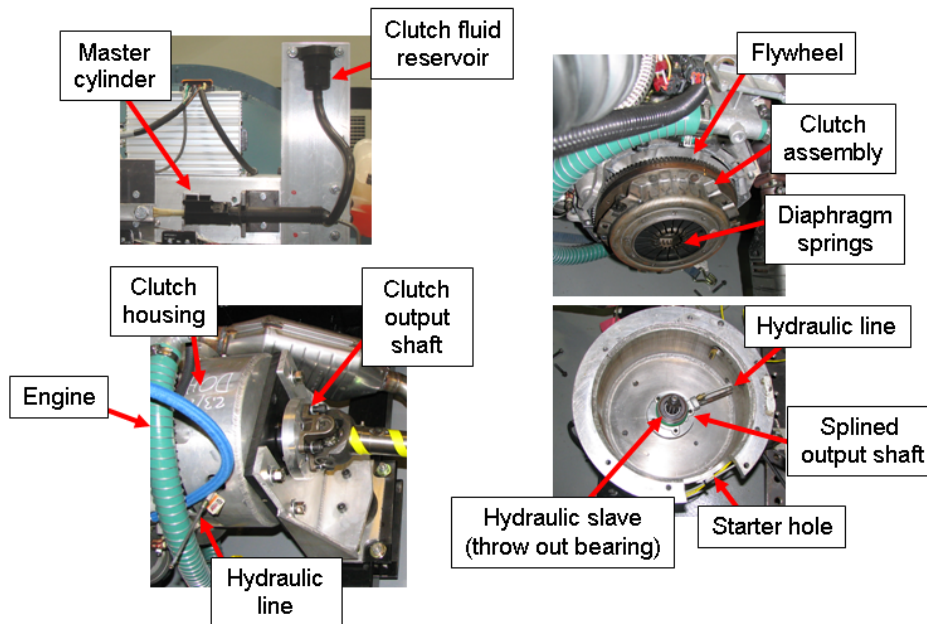 Master
cylinder
Clutch fluid
reservoir
Flywheel
Clutch
assembly
Diaphragm
springs
Clutch
housing
Clutch
output
shaft
Engine
Hydraulic
line
Hydraulic line
Splined
output shaft
Hydraulic slave
(throw out bearing)
Starter hole